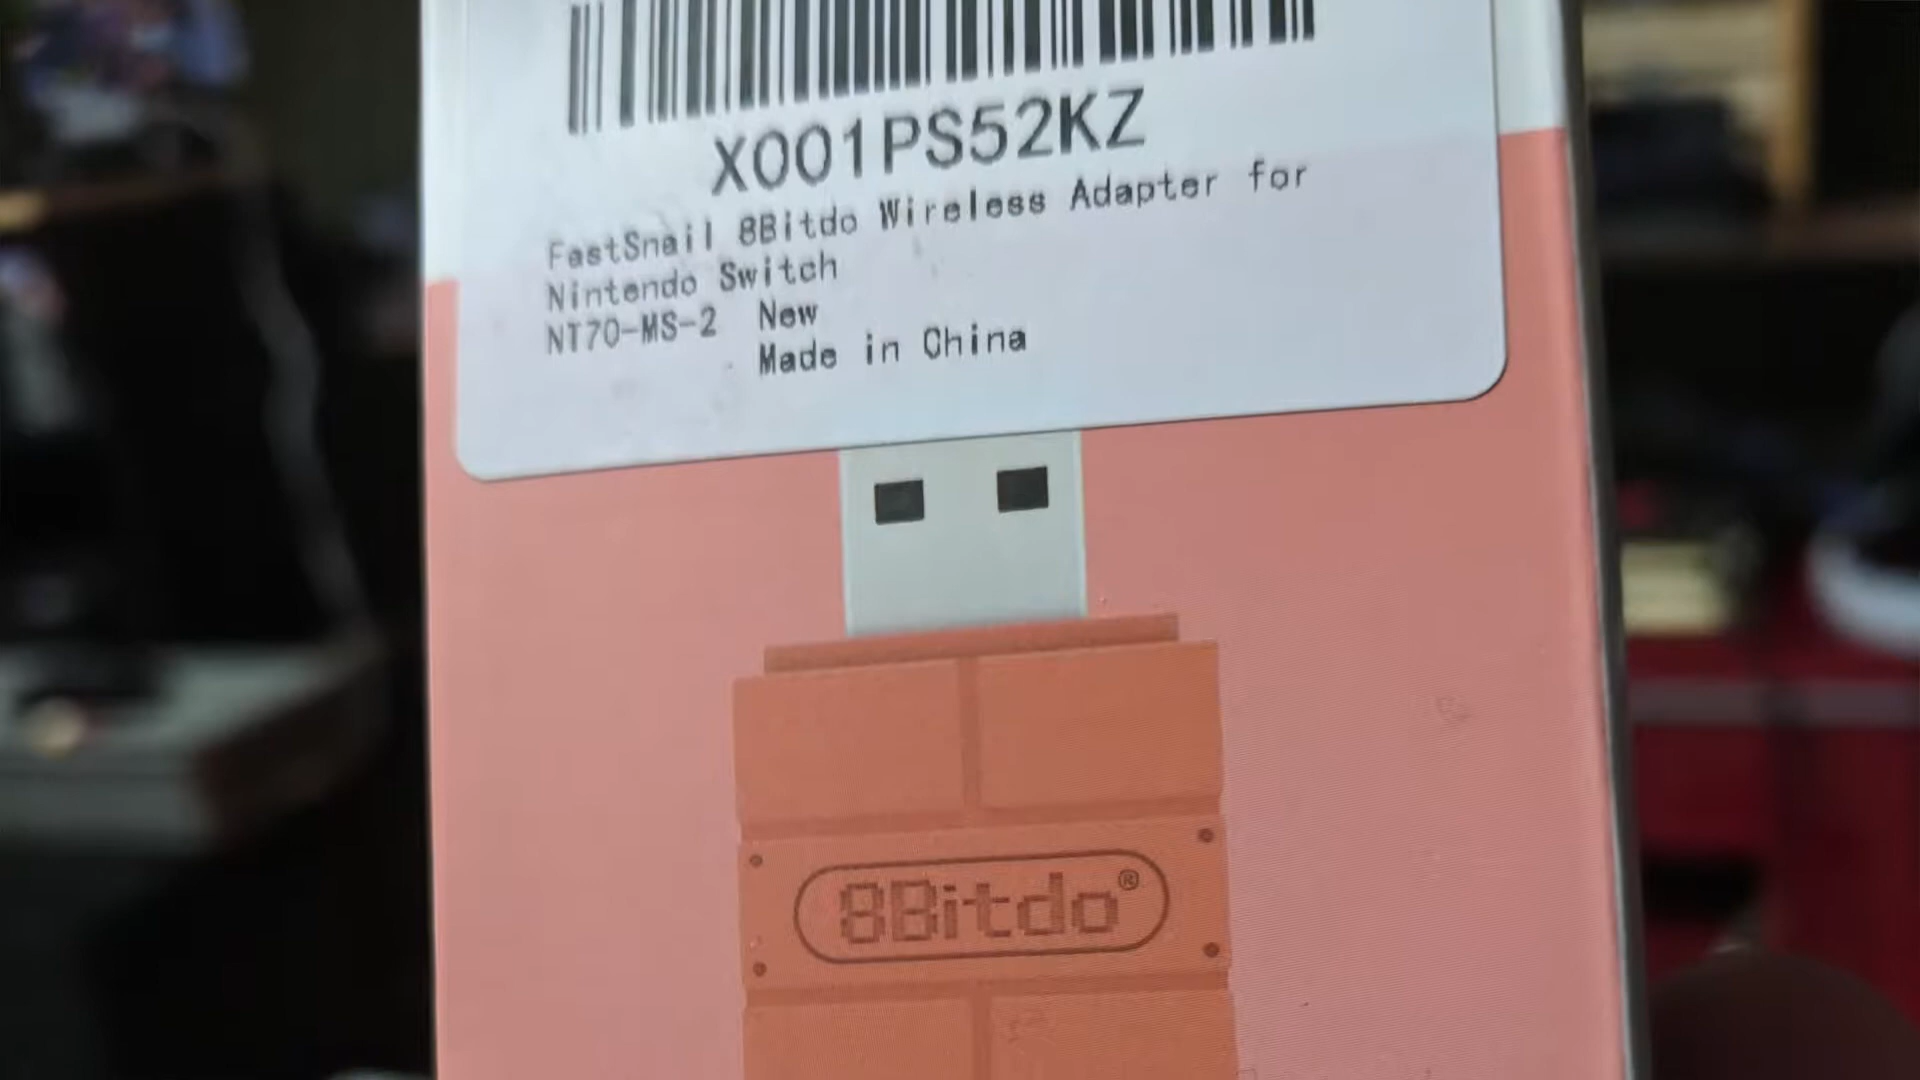 X001PS52KZ
FastSnail 8Bitdo Wireless Adapter for
Nintendo Switch
NT70-MS-2 New
Made in China
8Bitdo®